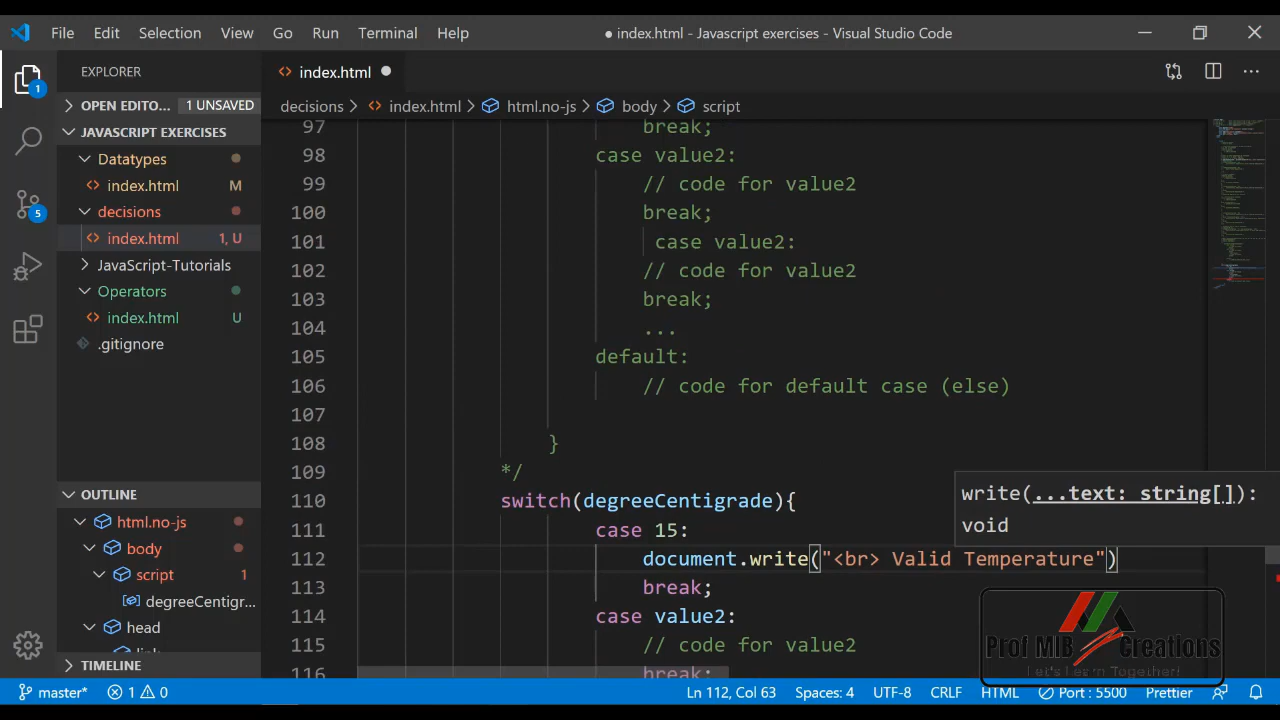 File Edit Selection View Go Run Terminal Help
● index.html - Javascript exercises - Visual Studio Code
EXPLORER
index.html
OPEN EDITO... 1 UNSAVED
decisions > index.html > html.no-js > body > script
JAVASCRIPT EXERCISES
Datatypes
index.html M
decisions
index.html 1, U
JavaScript-Tutorials
Operators
index.html U
.gitignore
OUTLINE
html.no-js
body
script 1
degreeCentigr...
head
link
TIMELINE
97 break;
98 case value2:
99 // code for value2
100 break;
101 case value2:
102 // code for value2
103 break;
104 ...
105 default:
106 // code for default case (else)
107
108 }
109 */
110 switch(degreeCentigrade){
111 case 15:
112 document.write("<br> Valid Temperature")
113 break;
114 case value2:
115 // code for value2
116 break;
write(...text: string[]):
void
Prof MIB Creations
Let's Learn Together!
1
5
master* 1 0 Ln 112, Col 63 Spaces: 4 UTF-8 CRLF HTML Port : 5500 Prettier